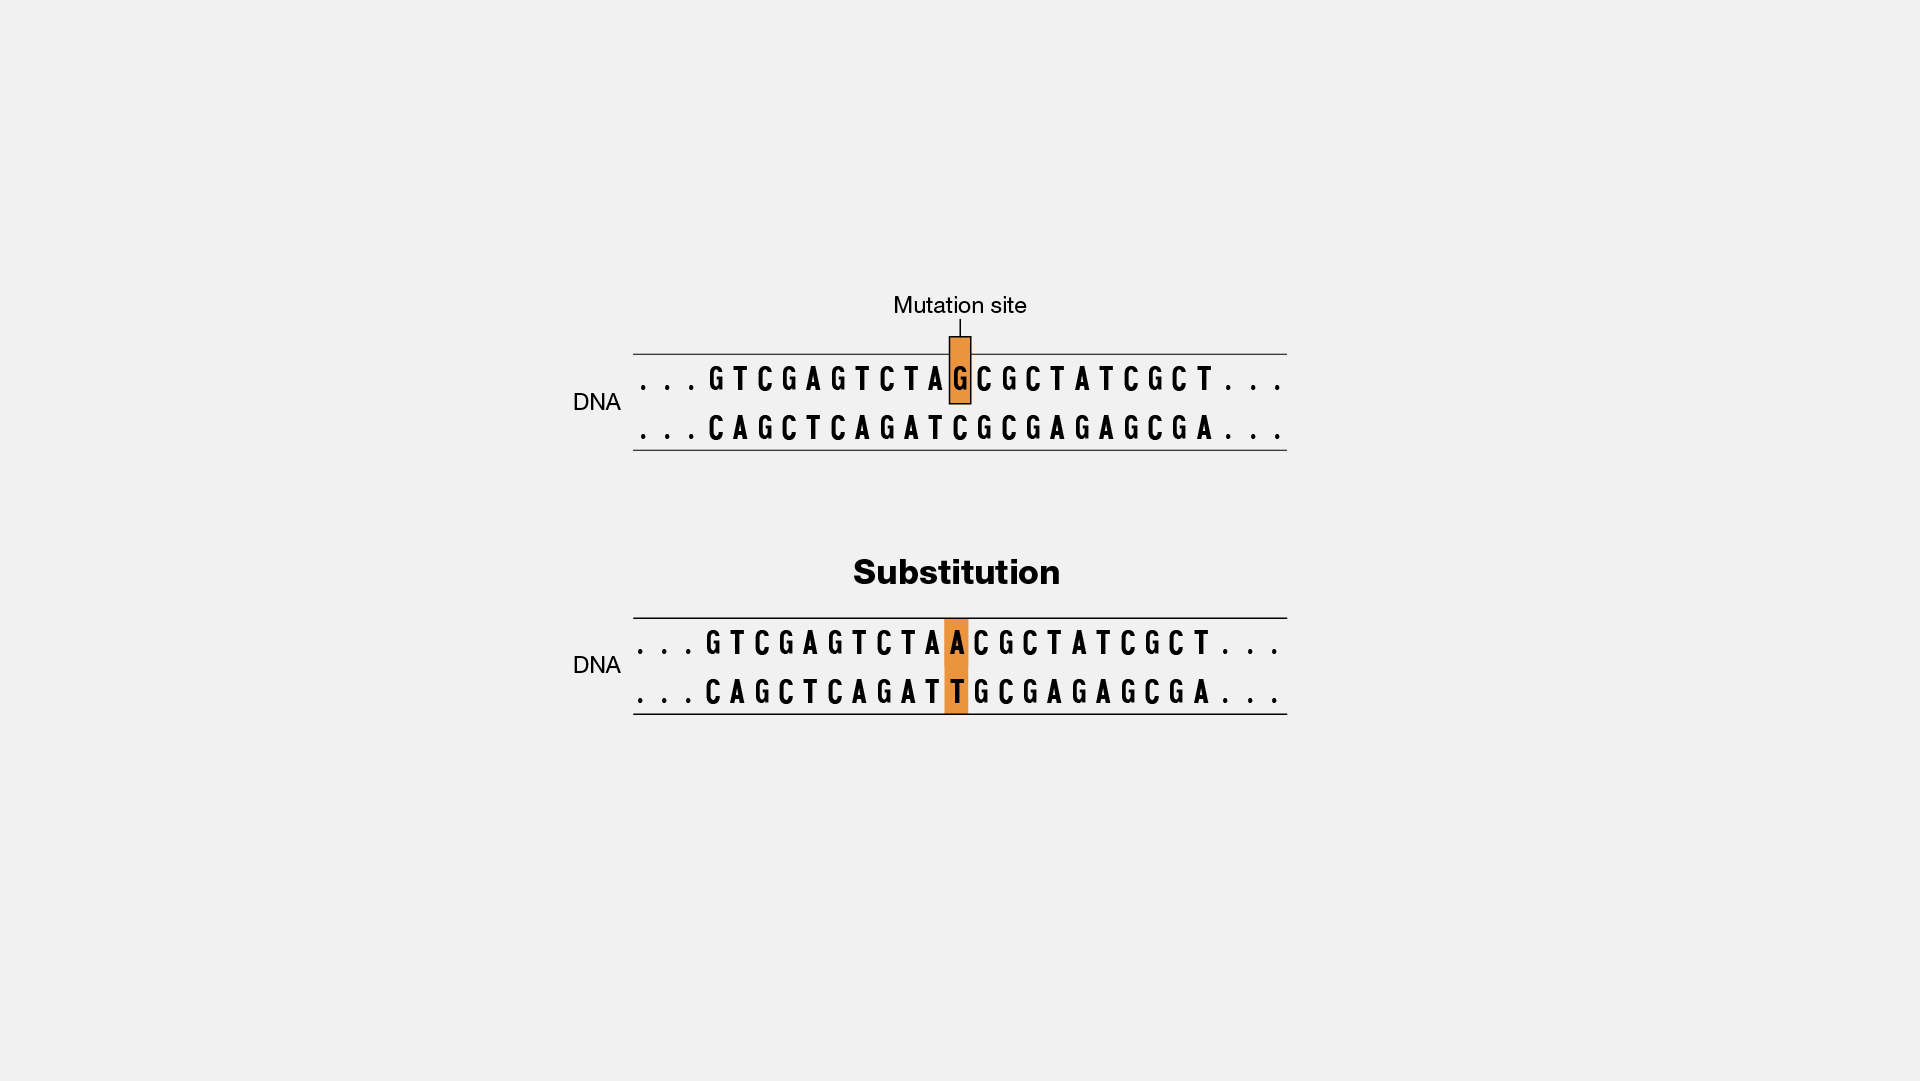 Mutation site
. . . G T C G A G T C T A G C G C T A T C G C T . . .
DNA
. . . C A G C T C A G A T C G C G A G A G C G A . . .
Substitution
. . . G T C G A G T C T A A C G C T A T C G C T . . .
DNA
. . . C A G C T C A G A T T G C G A G A G C G A . . .